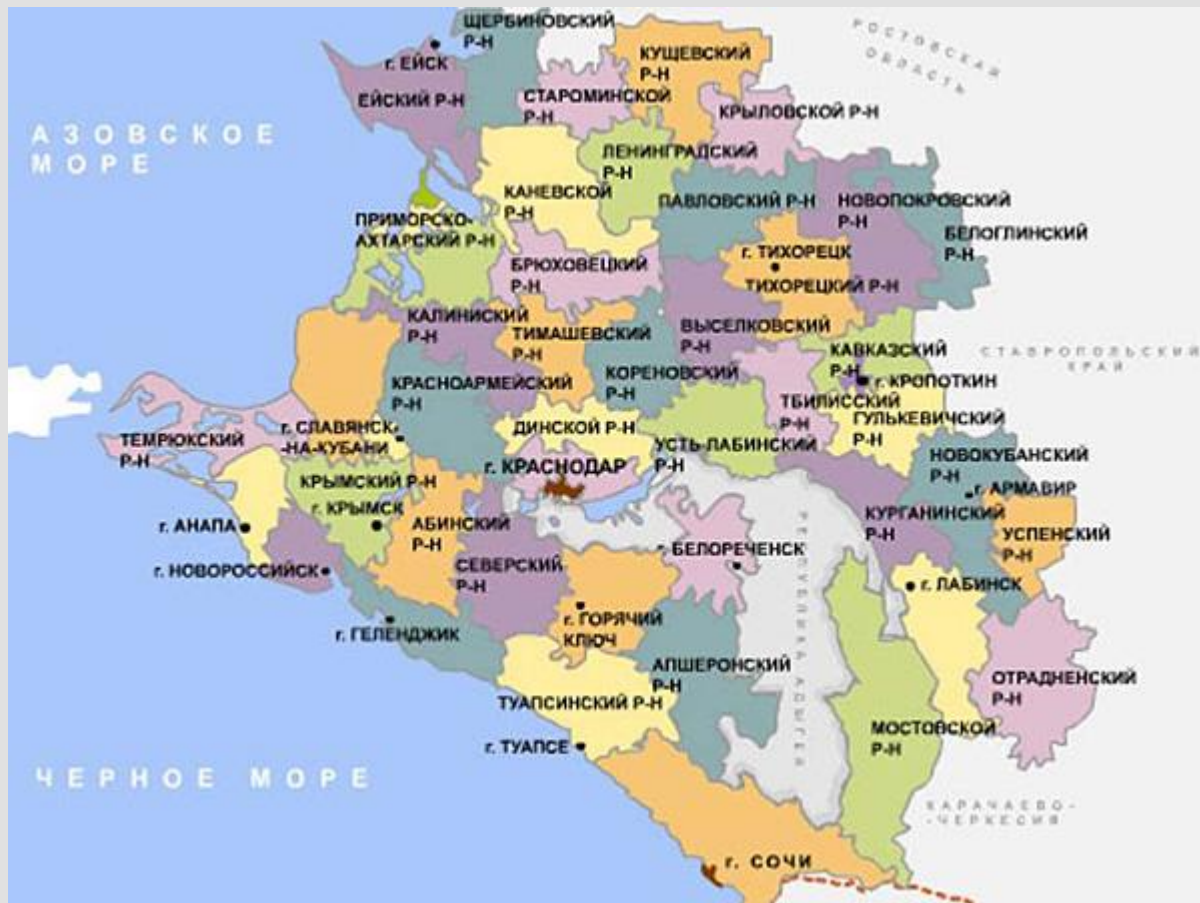 ЩЕРБИНОВСКИЙ
Р-Н
РОСТОВСКАЯ
ОБЛАСТЬ
г. ЕЙСК
КУЩЕВСКИЙ
Р-Н
ЕЙСКИЙ Р-Н
СТАРОМИНСКОЙ
Р-Н
КРЫЛОВСКОЙ Р-Н
АЗОВСКОЕ
МОРЕ
ЛЕНИНГРАДСКИЙ
Р-Н
КАНЕВСКОЙ
Р-Н
ПАВЛОВСКИЙ Р-Н
НОВОПОКРОВСКИЙ
Р-Н
ПРИМОРСКО-
АХТАРСКИЙ Р-Н
БЕЛОГЛИНСКИЙ
Р-Н
БРЮХОВЕЦКИЙ
Р-Н
г. ТИХОРЕЦК
ТИХОРЕЦКИЙ Р-Н
КАЛИНИСКИЙ
Р-Н
ТИМАШЕВСКИЙ
Р-Н
ВЫСЕЛКОВСКИЙ
Р-Н
КАВКАЗСКИЙ
Р-Н
СТАВРОПОЛЬСКИЙ
КРАЙ
КРАСНОАРМЕЙСКИЙ
Р-Н
КОРЕНОВСКИЙ
Р-Н
г. КРОПОТКИН
ТБИЛИССКИЙ
Р-Н
ГУЛЬКЕВИЧСКИЙ
Р-Н
ТЕМРЮКСКИЙ
Р-Н
г. СЛАВЯНСК-
-НА-КУБАНИ
ДИНСКОЙ Р-Н
УСТЬ-ЛАБИНСКИЙ
Р-Н
НОВОКУБАНСКИЙ
Р-Н
г. КРАСНОДАР
КРЫМСКИЙ Р-Н
г. АРМАВИР
г. КРЫМСК
г. АНАПА
АБИНСКИЙ
Р-Н
КУРГАНИНСКИЙ
Р-Н
УСПЕНСКИЙ
Р-Н
г. БЕЛОРЕЧЕНСК
РЕСПУБЛИКА АДЫГЕЯ
г. НОВОРОССИЙСК
СЕВЕРСКИЙ
Р-Н
г. ЛАБИНСК
г. ГЕЛЕНДЖИК
г. ГОРЯЧИЙ
КЛЮЧ
АПШЕРОНСКИЙ
Р-Н
ОТРАДНЕНСКИЙ
Р-Н
ТУАПСИНСКИЙ Р-Н
МОСТОВСКОЙ
Р-Н
г. ТУАПСЕ
ЧЕРНОЕ МОРЕ
КАРАЧАЕВО-
-ЧЕРКЕСИЯ
г. СОЧИ